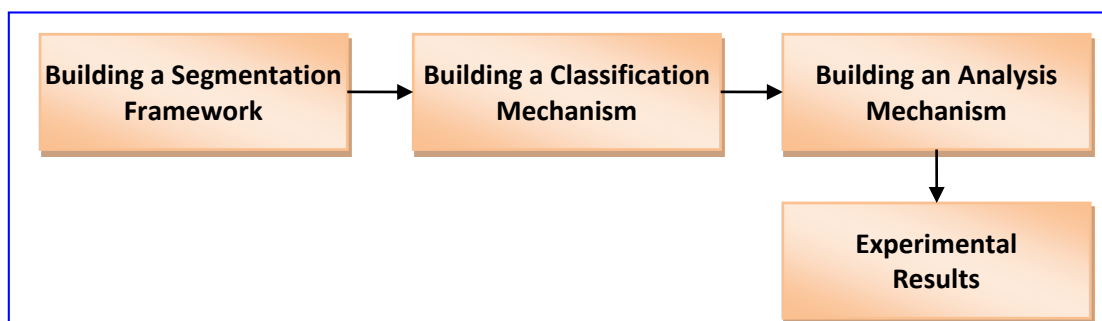 Building a Segmentation
Framework
Building a Classification
Mechanism
Building an Analysis
Mechanism
Experimental
Results